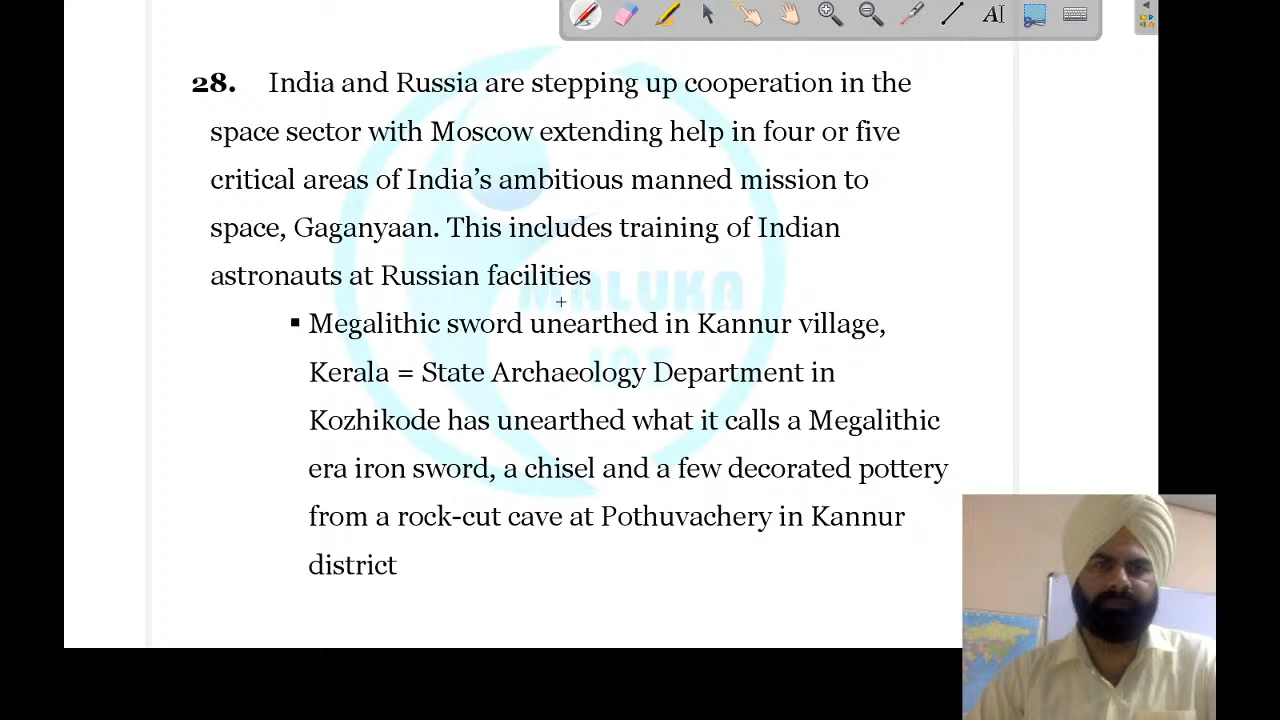 28. India and Russia are stepping up cooperation in the
space sector with Moscow extending help in four or five
critical areas of India's ambitious manned mission to
space, Gaganyaan. This includes training of Indian
astronauts at Russian facilities
MALUKA
IAS
▪ Megalithic sword unearthed in Kannur village,
Kerala = State Archaeology Department in
Kozhikode has unearthed what it calls a Megalithic
era iron sword, a chisel and a few decorated pottery
from a rock-cut cave at Pothuvachery in Kannur
district